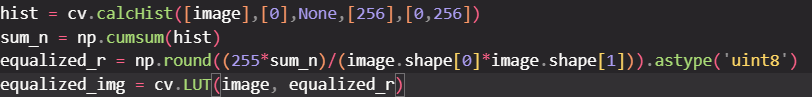 hist = cv.calcHist([image],[0],None,[256],[0,256])
sum_n = np.cumsum(hist)
equalized_r = np.round((255*sum_n)/(image.shape[0]*image.shape[1])).astype('uint8')
equalized_img = cv.LUT(image, equalized_r)